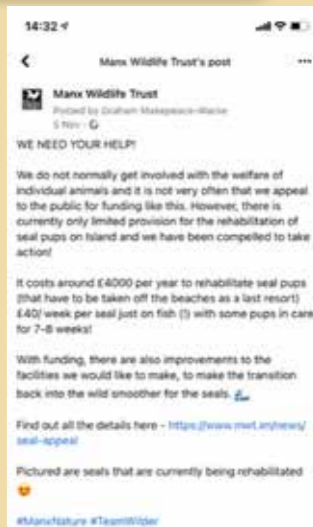 14:32
Manx Wildlife Trust's post
Manx Wildlife Trust
Posted by Graham Makepeace-Warne
5 Nov ·
WE NEED YOUR HELP!
We do not normally get involved with the welfare of
individual animals and it is not very often that we appeal
to the public for funding like this. However, there is
currently only limited provision for the rehabilitation of
seal pups on Island and we have been compelled to take
action!
It costs around £4000 per year to rehabilitate seal pups
(that have to be taken off the beaches as a last resort)
£40/ week per seal just on fish (!) with some pups in care
for 7-8 weeks!
With funding, there are also improvements to the
facilities we would like to make, to make the transition
back into the wild smoother for the seals.
Find out all the details here - https://www.mwt.im/news/
seal-appeal
Pictured are seals that are currently being rehabilitated
#ManxNature #TeamWilder